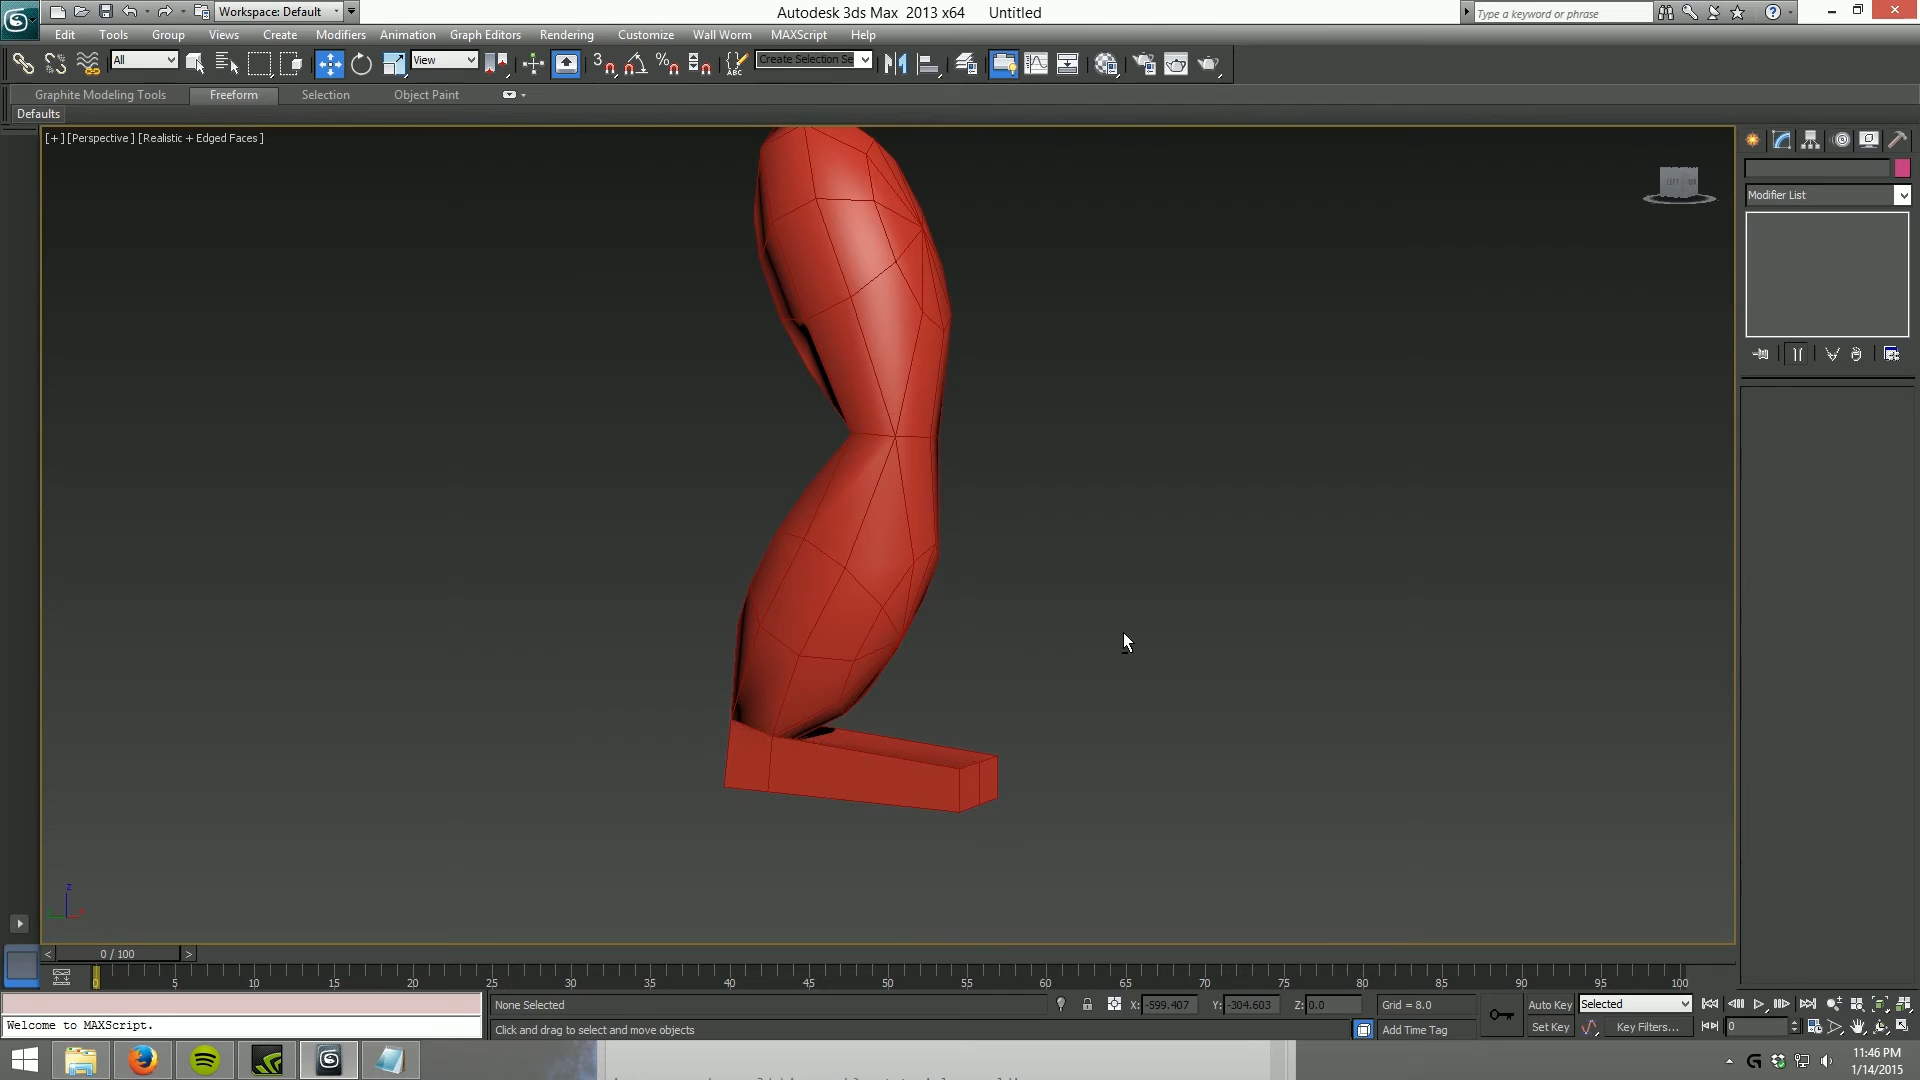 Workspace: Default
Autodesk 3ds Max 2013 x64 Untitled
Type a keyword or phrase
Edit Tools Group Views Create Modifiers Animation Graph Editors Rendering Customize Wall Worm MAXScript Help
All
View
3
ABC
Create Selection Se
Graphite Modeling Tools Freeform Selection Object Paint
Defaults
[+] [Perspective] [Realistic + Edged Faces]
LEFT
Modifier List
z
< 0 / 100 >
0 5 10 15 20 25 30 35 40 45 50 55 60 65 70 75 80 85 90 95 100
None Selected
X: -599.407 Y: -304.603 Z: 0.0
Grid = 8.0
Auto Key
Selected
Welcome to MAXScript.
Click and drag to select and move objects
Add Time Tag
Set Key
Key Filters...
0
11:46 PM
1/14/2015